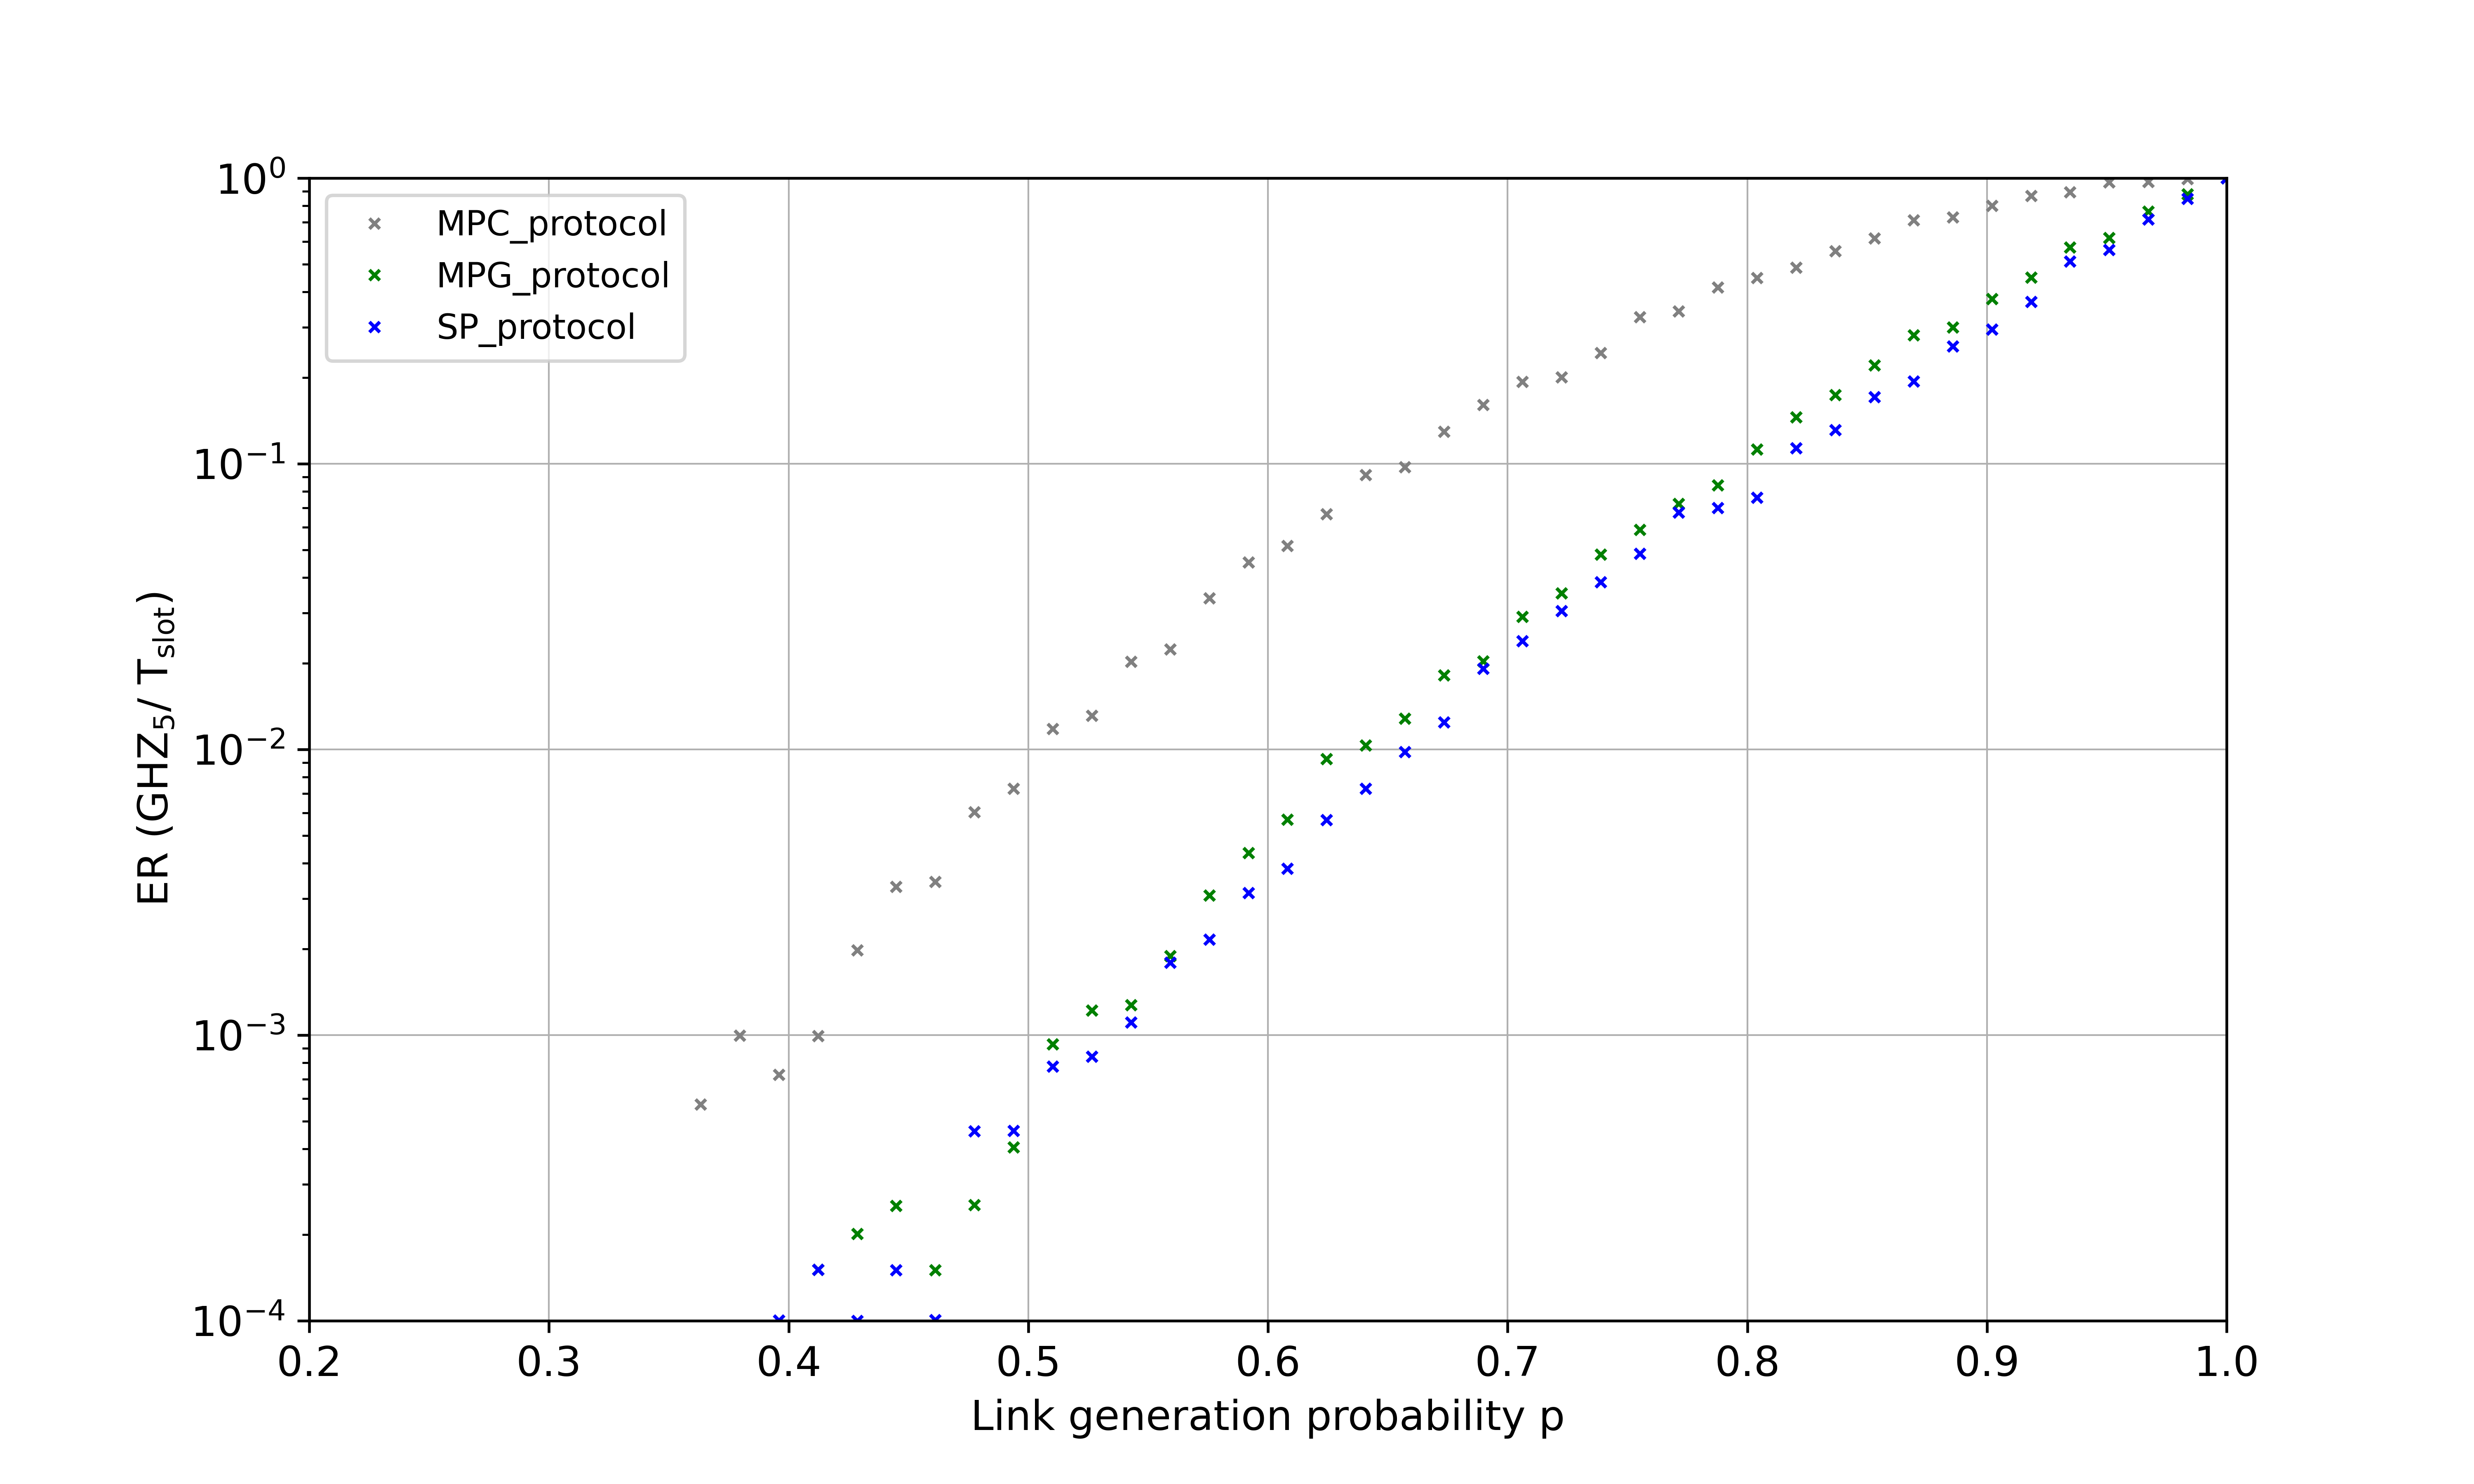 10⁰
10⁻¹
10⁻²
10⁻³
10⁻⁴
ER (GHZ₅/ Tₛₗₒₜ)
MPC_protocol
MPG_protocol
SP_protocol
0.2 0.3 0.4 0.5 0.6 0.7 0.8 0.9 1.0
Link generation probability p